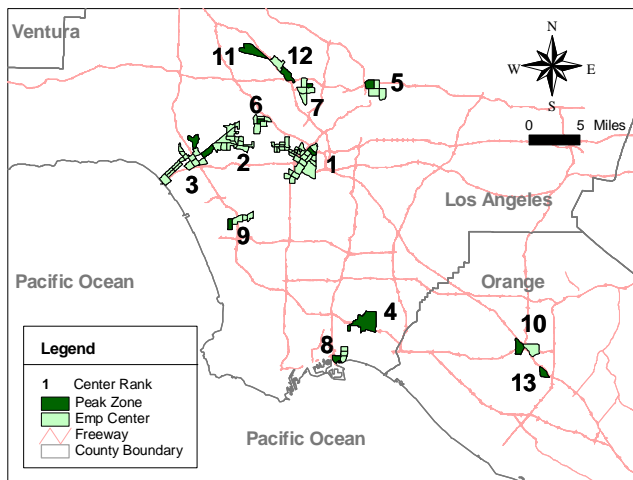 Ventura
11
12
N
W E
S
5
7
6
0 5 Miles
2
1
3
Los Angeles
9
Pacific Ocean
Orange
4
10
8
13
Legend
1 Center Rank
Peak Zone
Emp Center
Freeway
County Boundary
Pacific Ocean